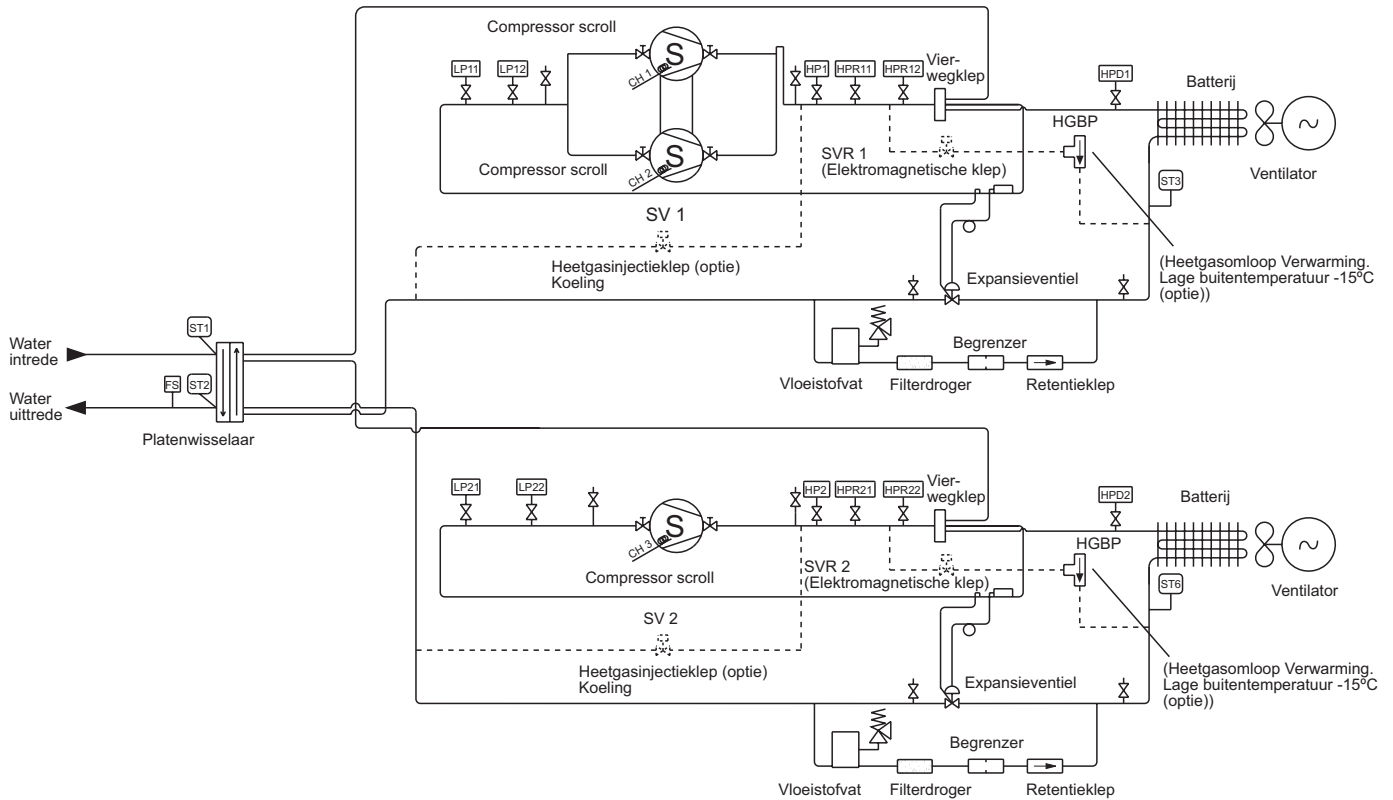 Compressor scroll
LP11
LP12
S
CH 1
HP1
HPR11
HPR12
Vier-
wegklep
HPD1
Batterij
HGBP
Ventilator
Compressor scroll
S
CH 2
SVR 1
(Elektromagnetische klep)
ST3
SV 1
Heetgasinjectieklep (optie)
Koeling
(Heetgasomloop Verwarming.
Lage buitentemperatuur -15ºC
(optie))
Expansieventiel
Water
intrede
ST1
Begrenzer
Vloeistofvat
Filterdroger
Retentieklep
Water
uittrede
FS
ST2
Platenwisselaar
LP21
LP22
S
CH 3
HP2
HPR21
HPR22
Vier-
wegklep
HPD2
Batterij
HGBP
Compressor scroll
SVR 2
(Elektromagnetische klep)
ST6
Ventilator
SV 2
Heetgasinjectieklep (optie)
Koeling
(Heetgasomloop Verwarming.
Lage buitentemperatuur -15ºC
(optie))
Expansieventiel
Begrenzer
Vloeistofvat
Filterdroger
Retentieklep